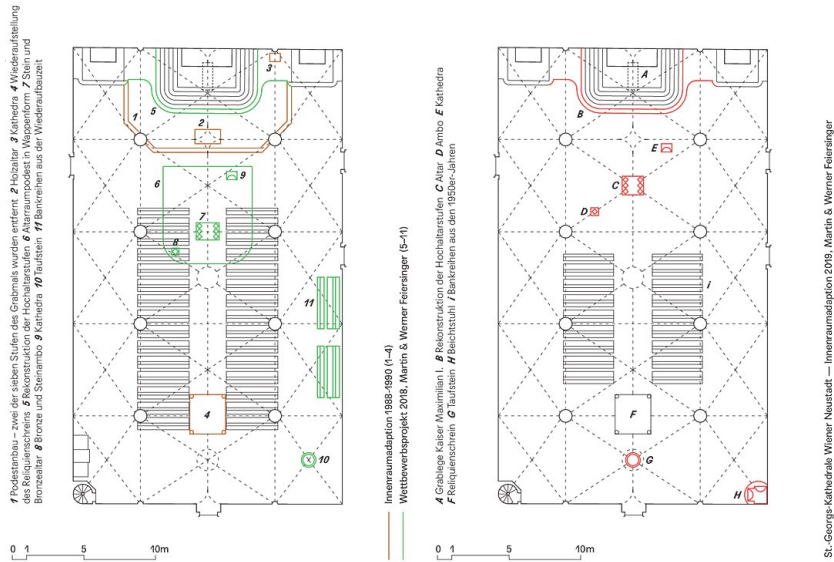 1 Podestanbau – zwei der sieben Stufen des Grabmals wurden entfernt 2 Holzaltar 3 Kathedra 4 Wiederaufstellung
des Reliquienschreins 5 Rekonstruktion der Hochaltarstufen 6 Altarraumpodest in Wappenform 7 Stein und
Bronzealtar 8 Bronze und Steinambo 9 Kathedra 10 Taufstein 11 Bankreihen aus der Wiederaufbauzeit
3
5
1
2
6
9
7
8
11
4
10
0 1 5 10m
Innenraumadaption 1988-1990 (1–4)
Wettbewerbsprojekt 2018, Martin & Werner Feiersinger (5–11)
A Grablege Kaiser Maximilian I. B Rekonstruktion der Hochaltarstufen C Altar D Ambo E Kathedra
F Reliquienschrein G Taufstein H Beichtstuhl i Bankreihen aus den 1950er-Jahren
A
B
E
C
D
i
F
G
H
0 1 5 10m
St.-Georgs-Kathedrale Wiener Neustadt — Innenraumadaption 2019, Martin & Werner Feiersinger